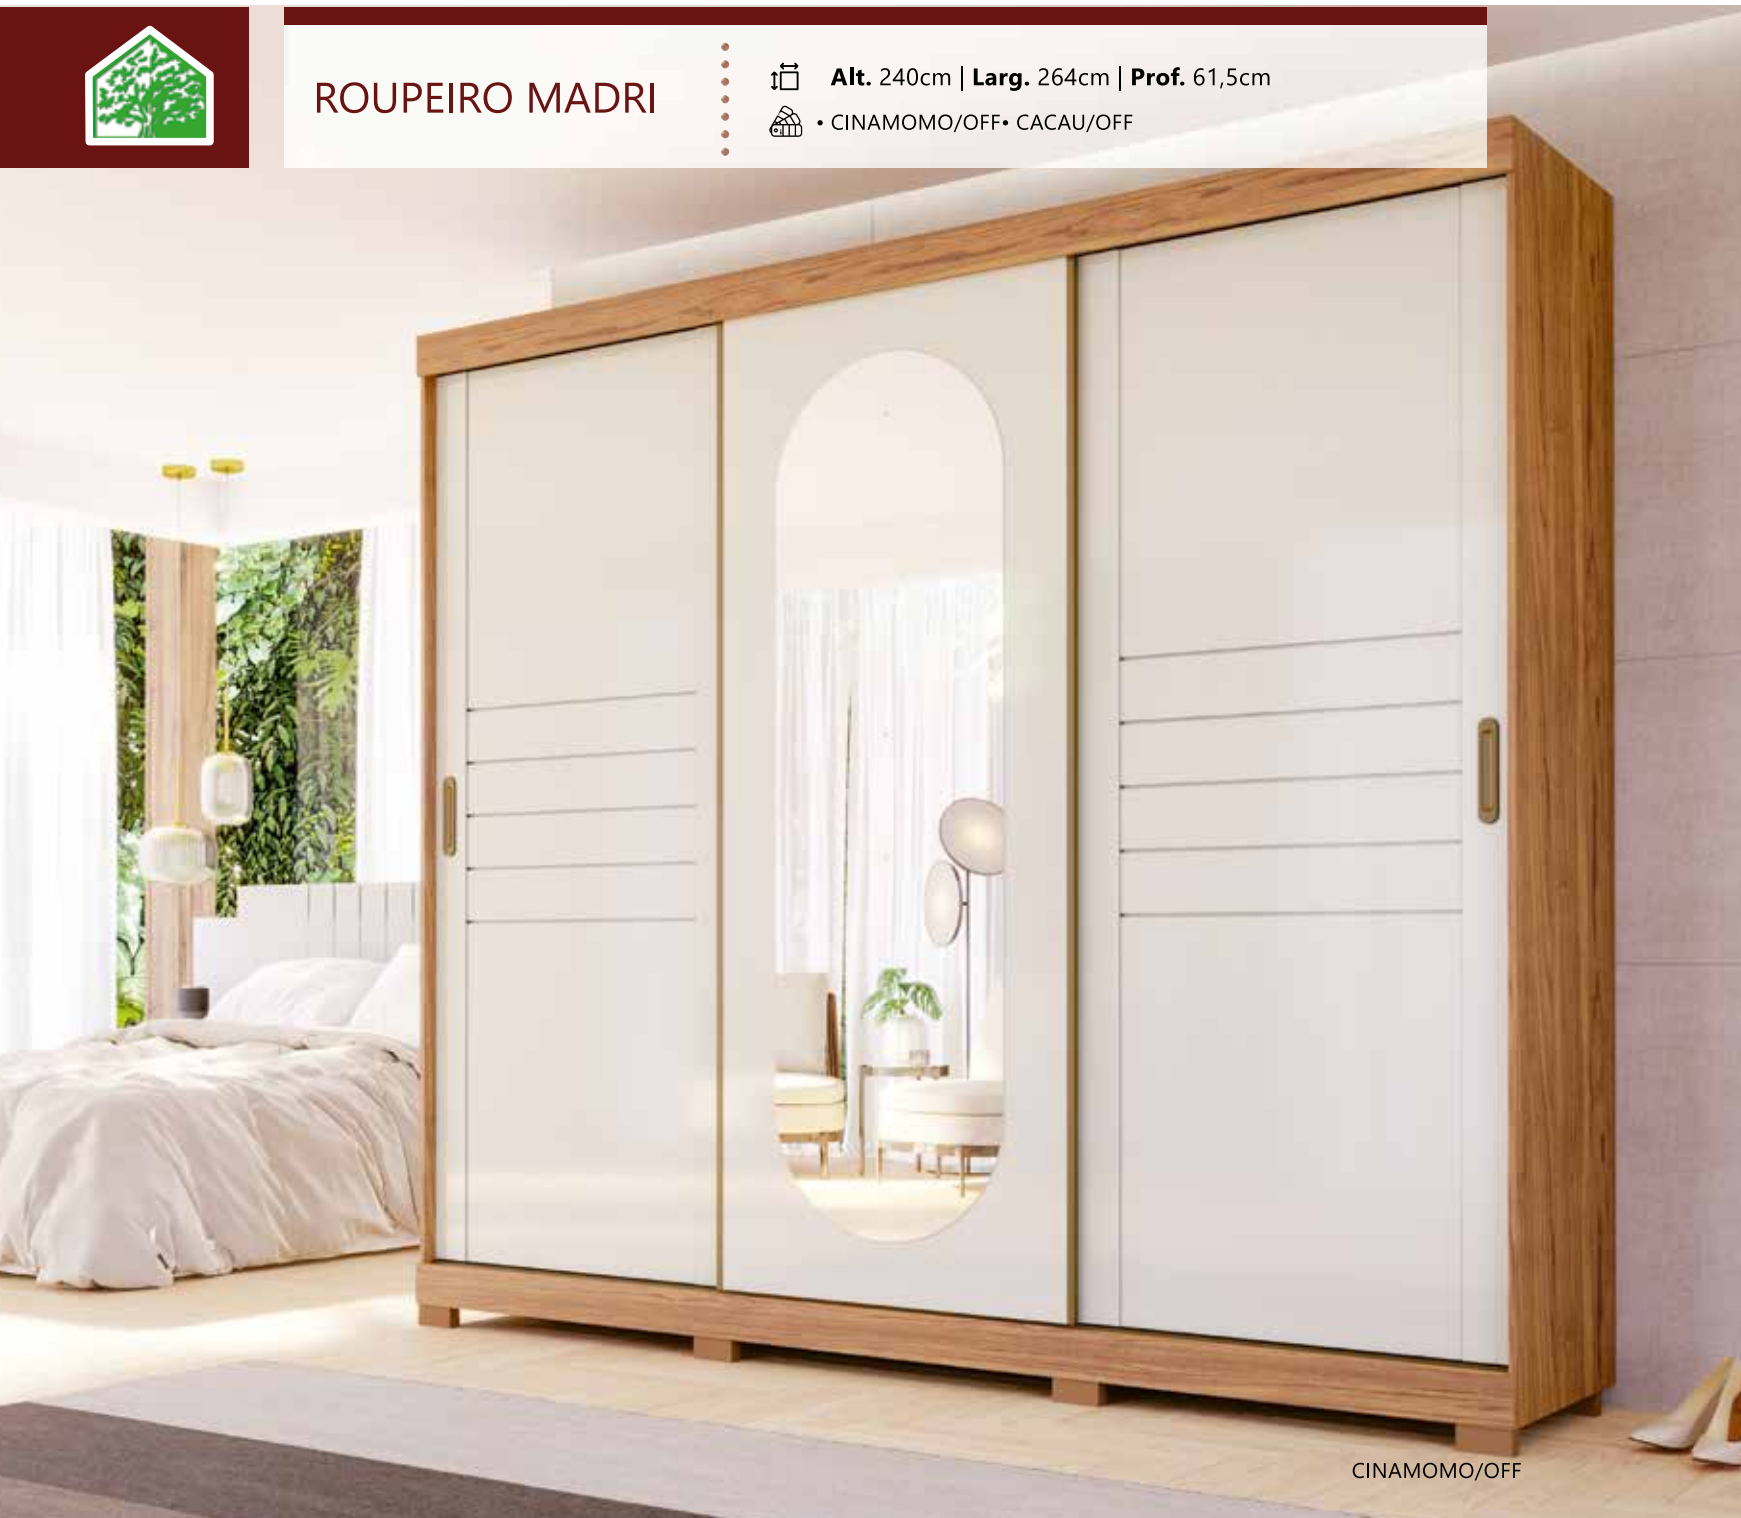 ROUPEIRO MADRI
Alt. 240cm | Larg. 264cm | Prof. 61,5cm
• CINAMOMO/OFF• CACAU/OFF
CINAMOMO/OFF